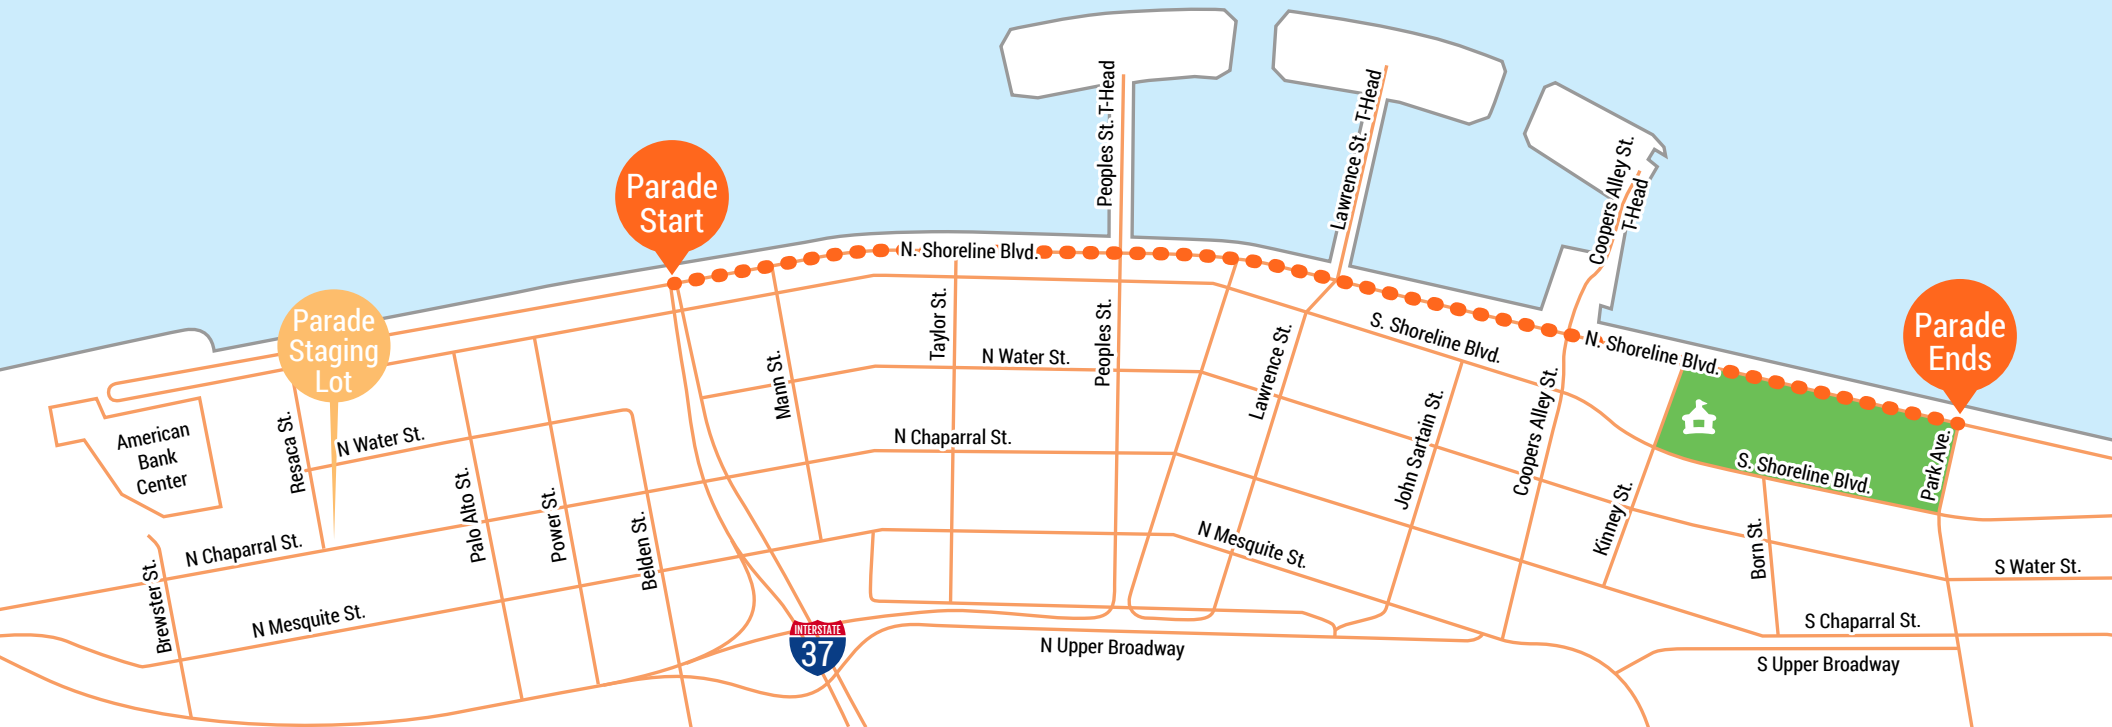 Peoples St. T-Head
Lawrence St. T-Head
Coopers Alley St.
T-Head
Parade
Start
N. Shoreline Blvd.
Parade
Staging
Lot
Parade
Ends
Taylor St.
Peoples St.
N Water St.
Mann St.
Lawrence St.
S. Shoreline Blvd.
N. Shoreline Blvd.
John Sartain St.
Coopers Alley St.
American
Bank
Center
Resaca St.
N Water St.
N Chaparral St.
Palo Alto St.
Power St.
Belden St.
Kinney St.
S. Shoreline Blvd.
Park Ave.
Born St.
N Chaparral St.
N Mesquite St.
Brewster St.
N Mesquite St.
INTERSTATE
37
N Upper Broadway
S Water St.
S Chaparral St.
S Upper Broadway